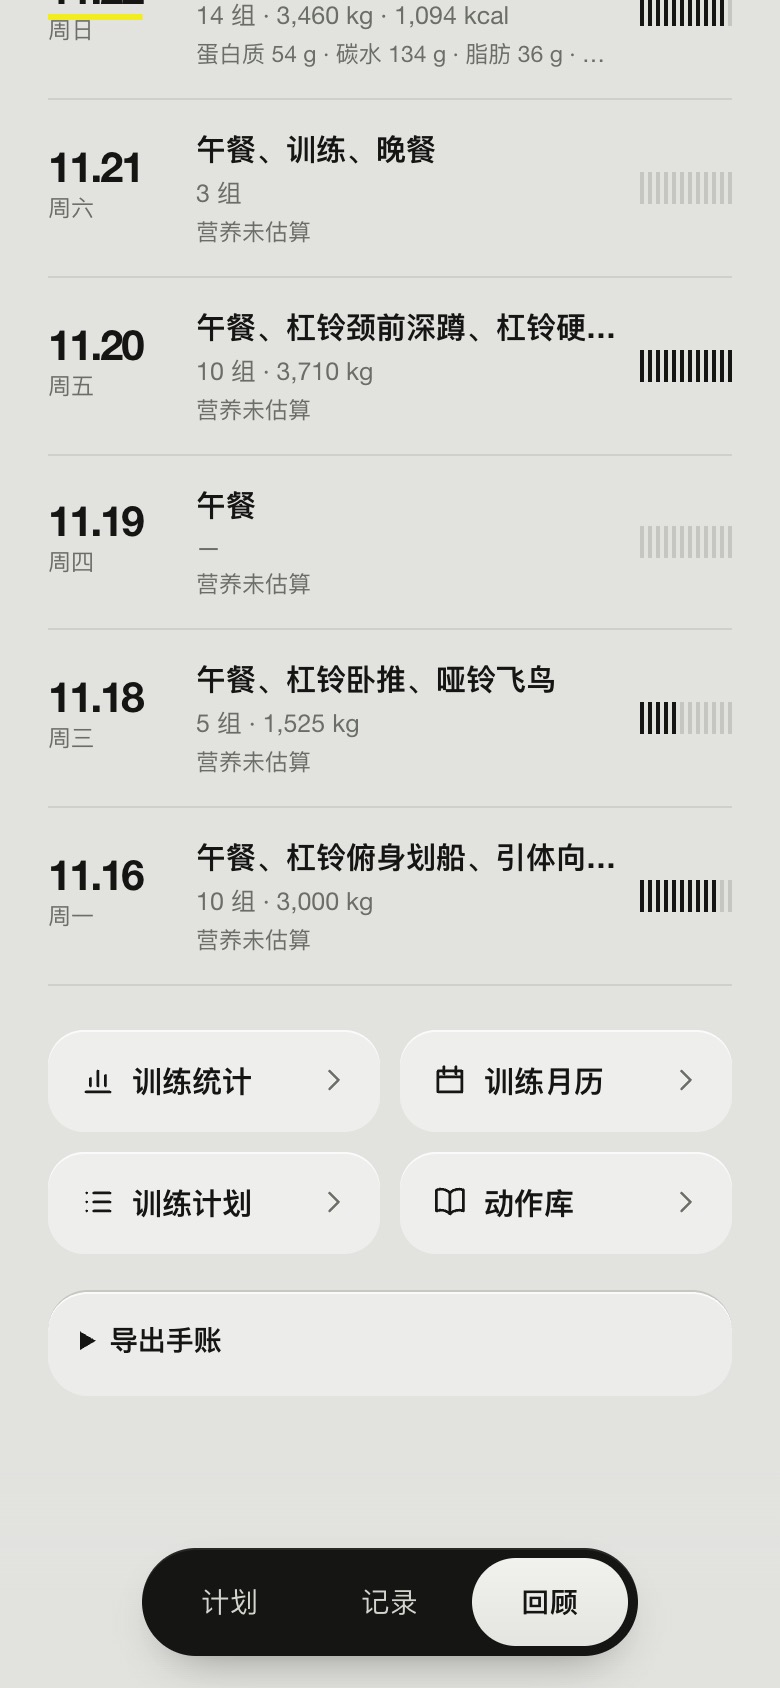 周日
14 组 · 3,460 kg · 1,094 kcal
蛋白质 54 g · 碳水 134 g · 脂肪 36 g · …
11.21
周六
午餐、训练、晚餐
3 组
营养未估算
11.20
周五
午餐、杠铃颈前深蹲、杠铃硬…
10 组 · 3,710 kg
营养未估算
11.19
周四
午餐
—
营养未估算
11.18
周三
午餐、杠铃卧推、哑铃飞鸟
5 组 · 1,525 kg
营养未估算
11.16
周一
午餐、杠铃俯身划船、引体向…
10 组 · 3,000 kg
营养未估算
训练统计
训练月历
训练计划
动作库
导出手账
计划
记录
回顾